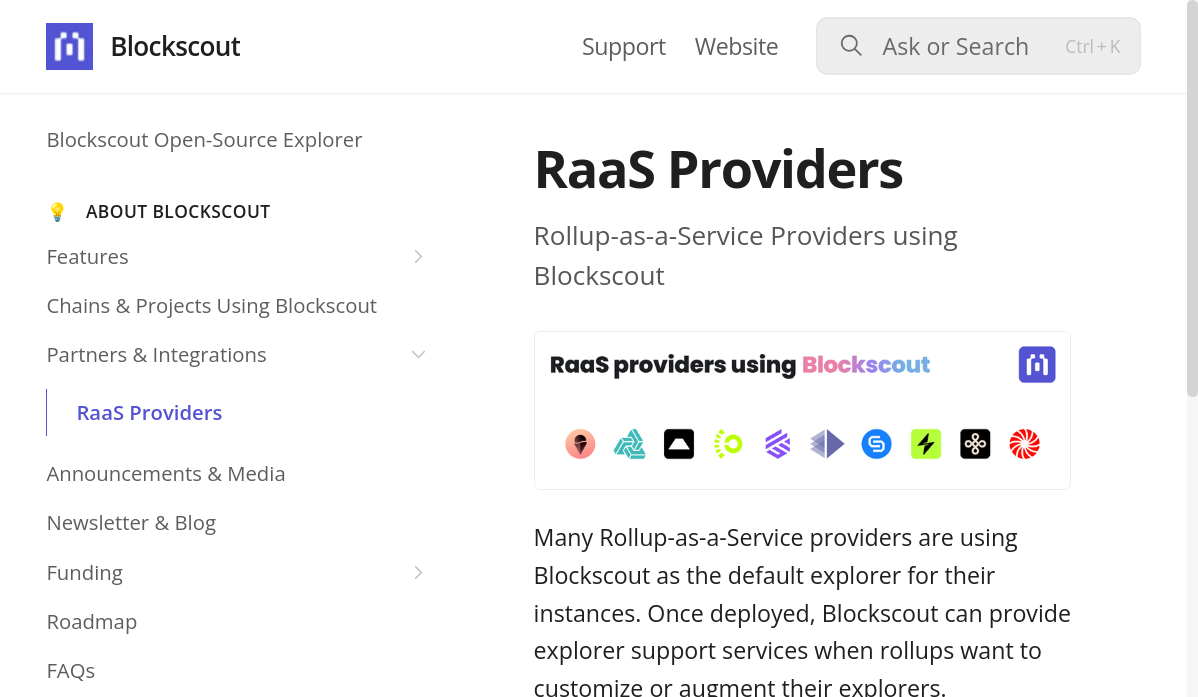 Blockscout
Support
Website
Ask or Search
Ctrl + K
Blockscout Open-Source Explorer
💡 ABOUT BLOCKSCOUT
Features
Chains & Projects Using Blockscout
Partners & Integrations
RaaS Providers
Announcements & Media
Newsletter & Blog
Funding
Roadmap
FAQs
RaaS Providers
Rollup-as-a-Service Providers using
Blockscout
RaaS providers using Blockscout
Many Rollup-as-a-Service providers are using
Blockscout as the default explorer for their
instances. Once deployed, Blockscout can provide
explorer support services when rollups want to
customize or augment their explorers.